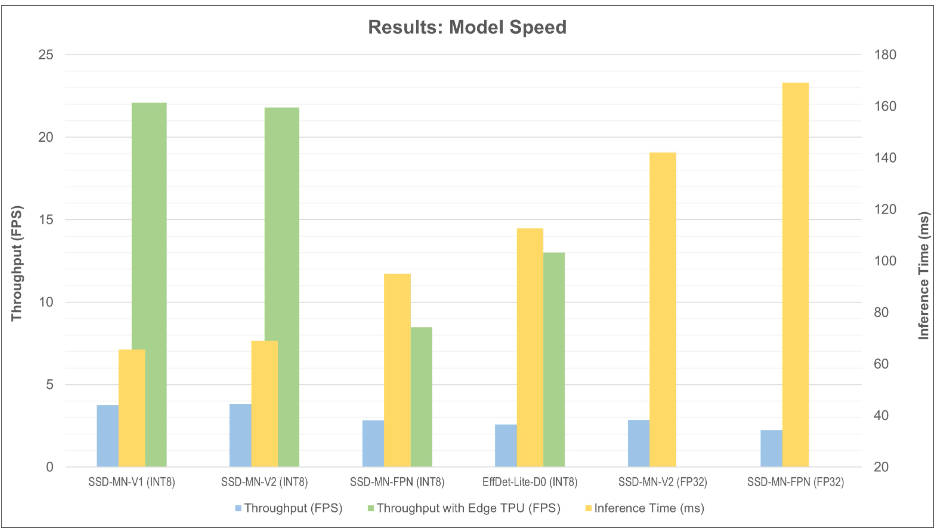 Results: Model Speed
25
20
15
10
5
0
180
160
140
120
100
80
60
40
20
Throughput (FPS)
Inference Time (ms)
SSD-MN-V1 (INT8)
SSD-MN-V2 (INT8)
SSD-MN-FPN (INT8)
EffDet-Lite-D0 (INT8)
SSD-MN-V2 (FP32)
SSD-MN-FPN (FP32)
Throughput (FPS)
Throughput with Edge TPU (FPS)
Inference Time (ms)